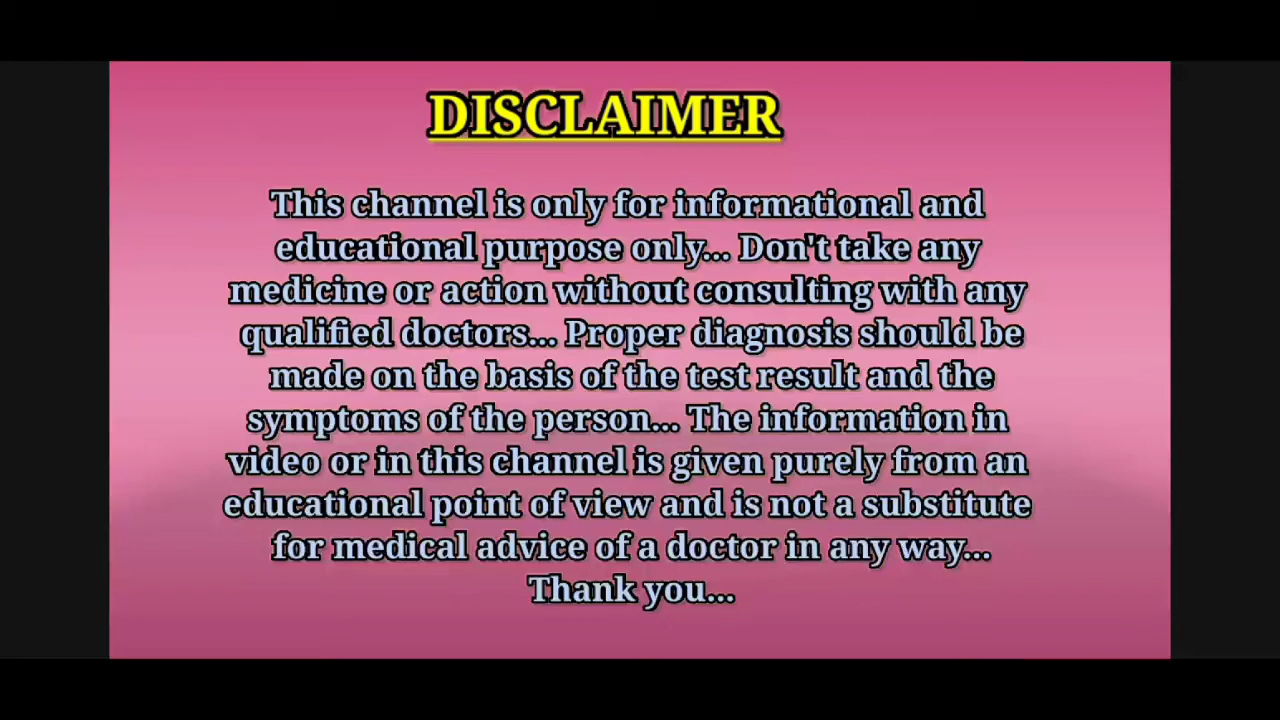 DISCLAIMER
This channel is only for informational and
educational purpose only... Don't take any
medicine or action without consulting with any
qualified doctors... Proper diagnosis should be
made on the basis of the test result and the
symptoms of the person... The information in
video or in this channel is given purely from an
educational point of view and is not a substitute
for medical advice of a doctor in any way...
Thank you...